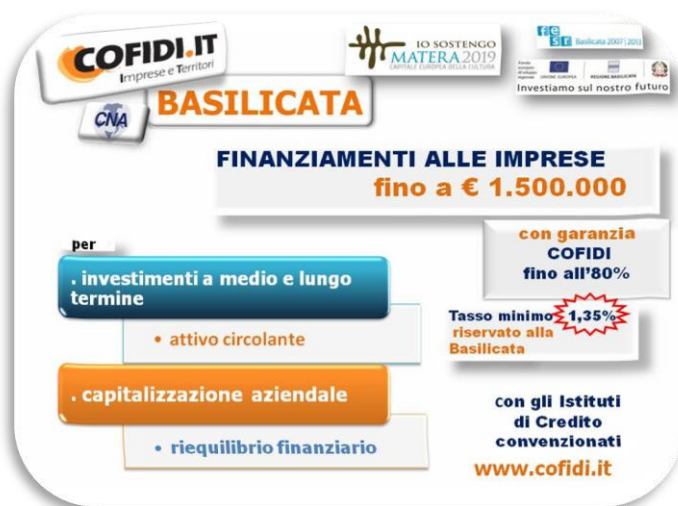 COFIDI.IT
Imprese e Territori
CNA
BASILICATA
IO SOSTENGO
MATERA 2019
CAPITALE EUROPEA DELLA CULTURA
fesr Basilicata 2007|2013
UNIONE EUROPEA
REGIONE BASILICATA
Investiamo sul nostro futuro
FINANZIAMENTI ALLE IMPRESE
fino a € 1.500.000
con garanzia
COFIDI
fino all'80%
per
. investimenti a medio e lungo
termine
• attivo circolante
Tasso minimo 1,35%
riservato alla
Basilicata
. capitalizzazione aziendale
• riequilibrio finanziario
con gli Istituti
di Credito
convenzionati
www.cofidi.it